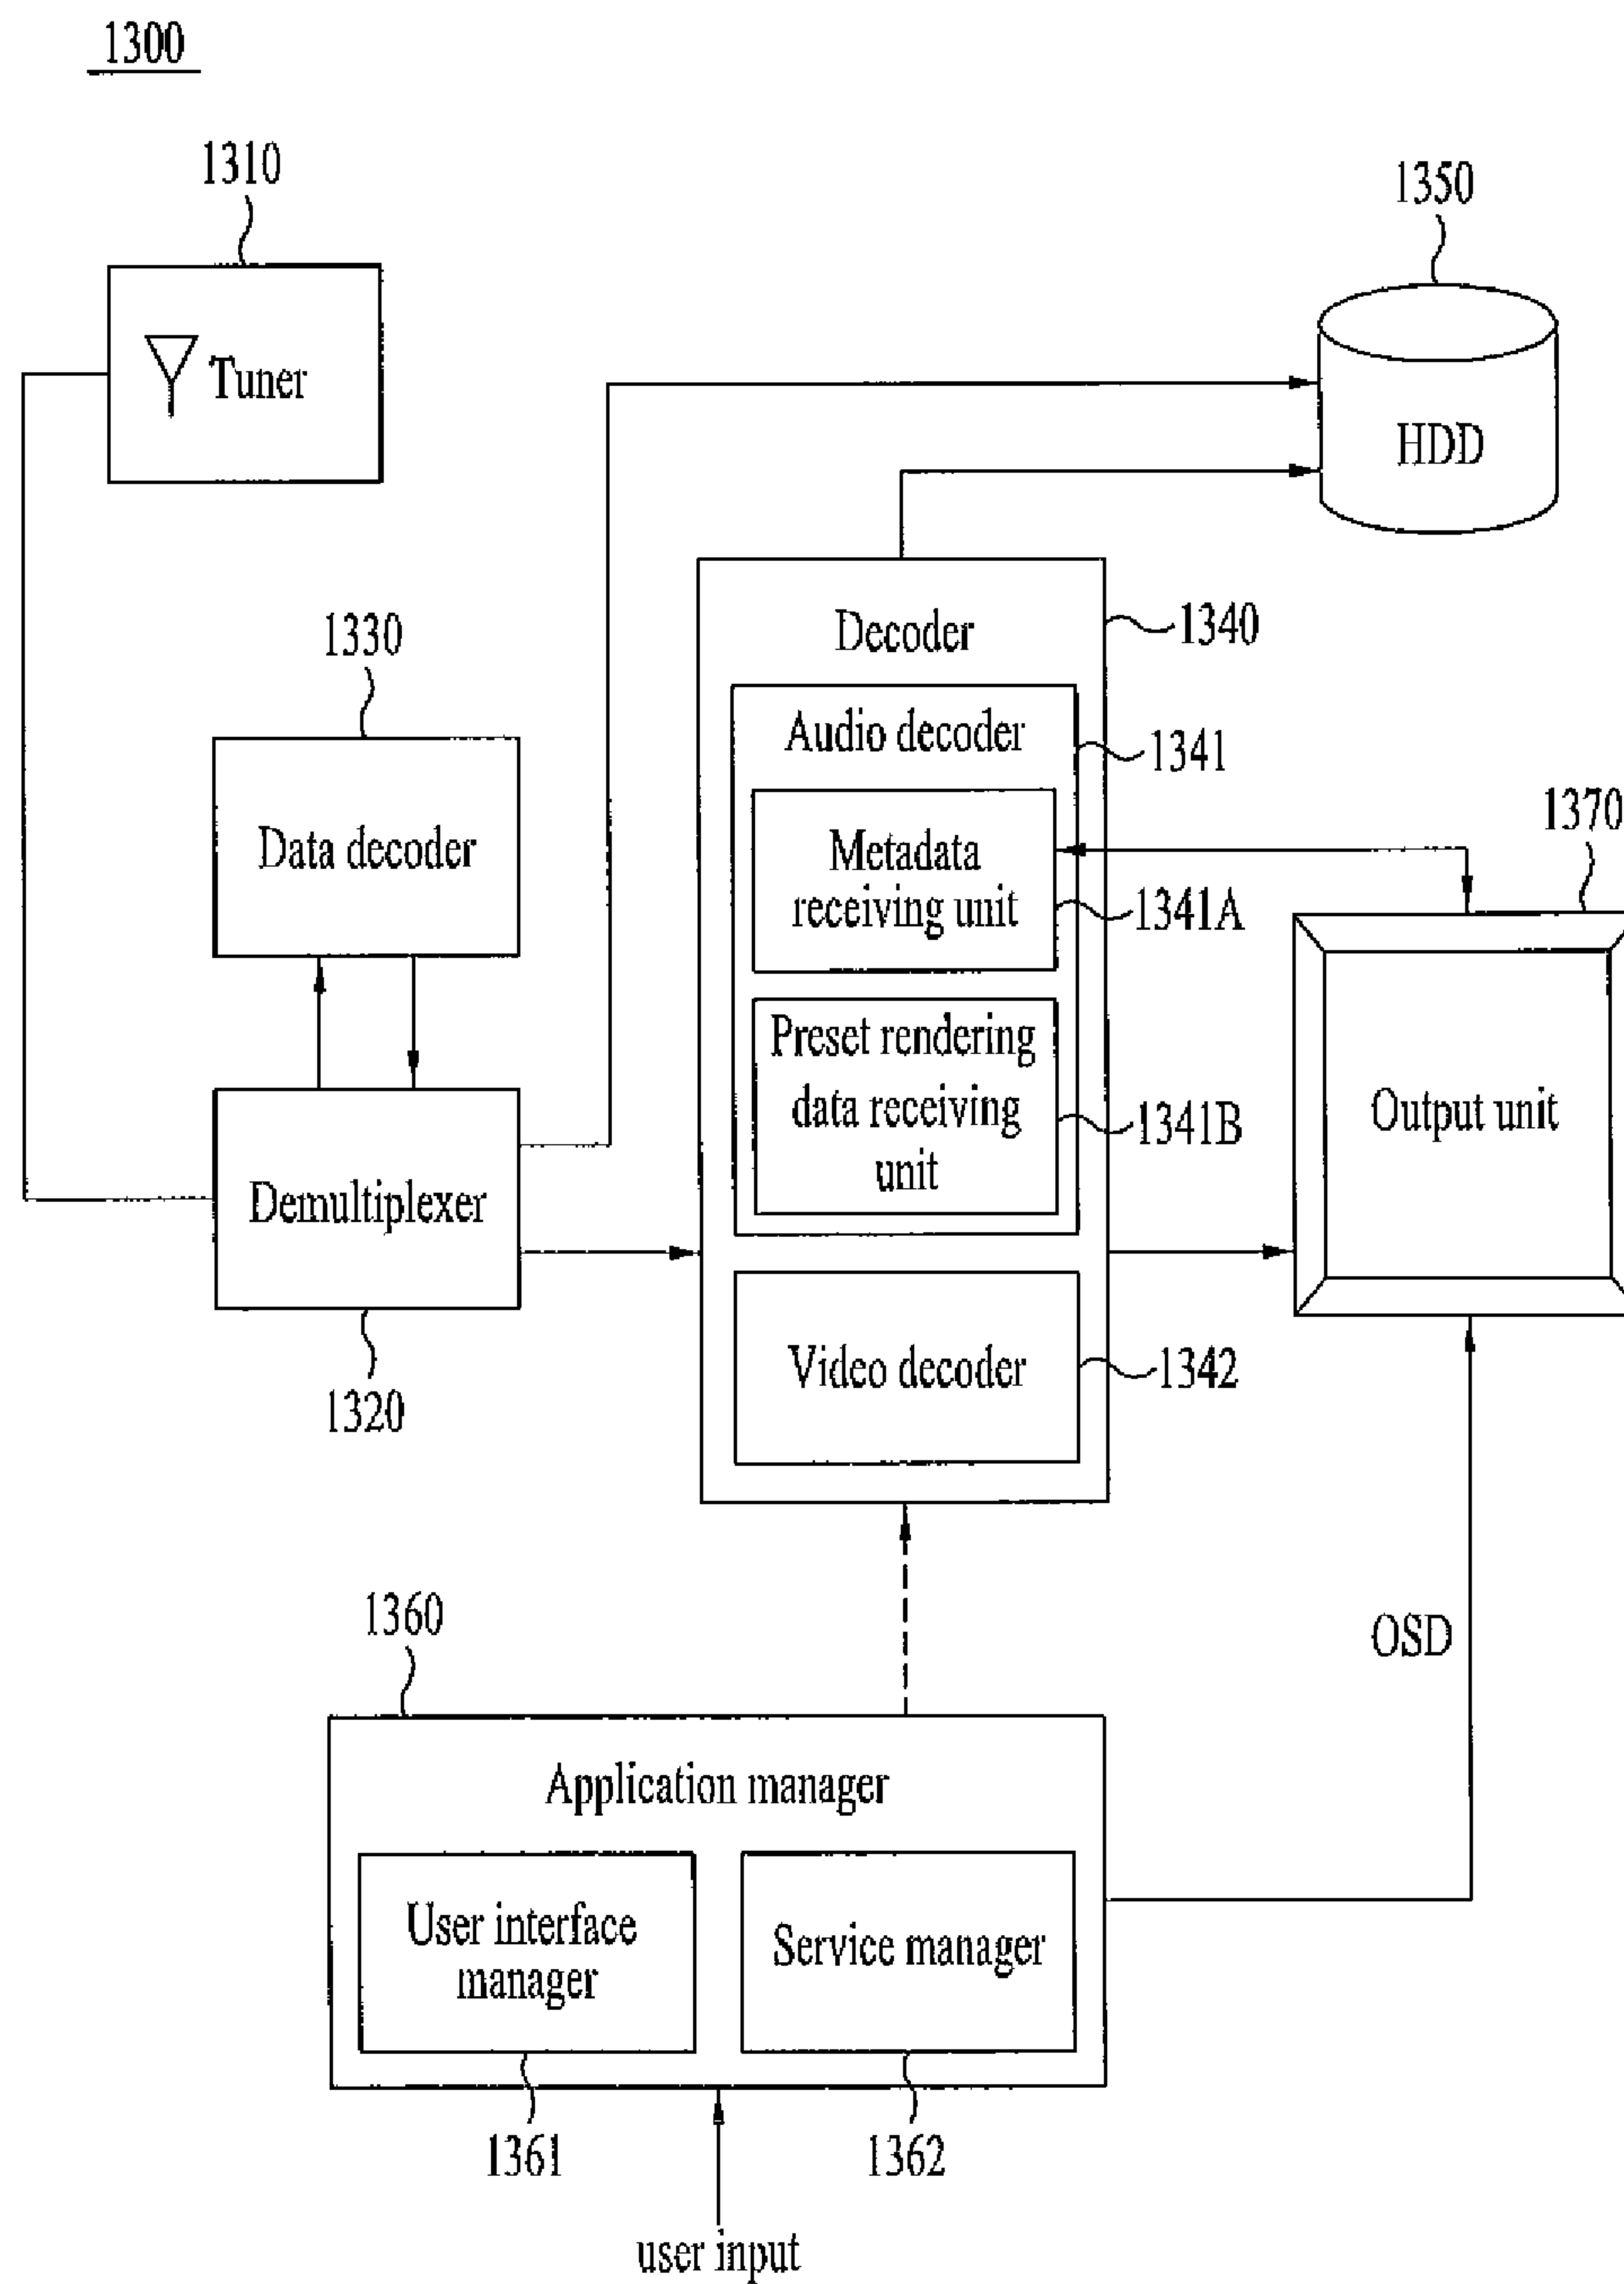 1300
1310
Tuner
1350
HDD
1330
Data decoder
Decoder
1340
Audio decoder
1341
Metadata
receiving unit
1341A
Preset rendering
data receiving
unit
1341B
1370
Output unit
Demultiplexer
1320
Video decoder
1342
1360
Application manager
User interface
manager
Service manager
1361
1362
OSD
user input